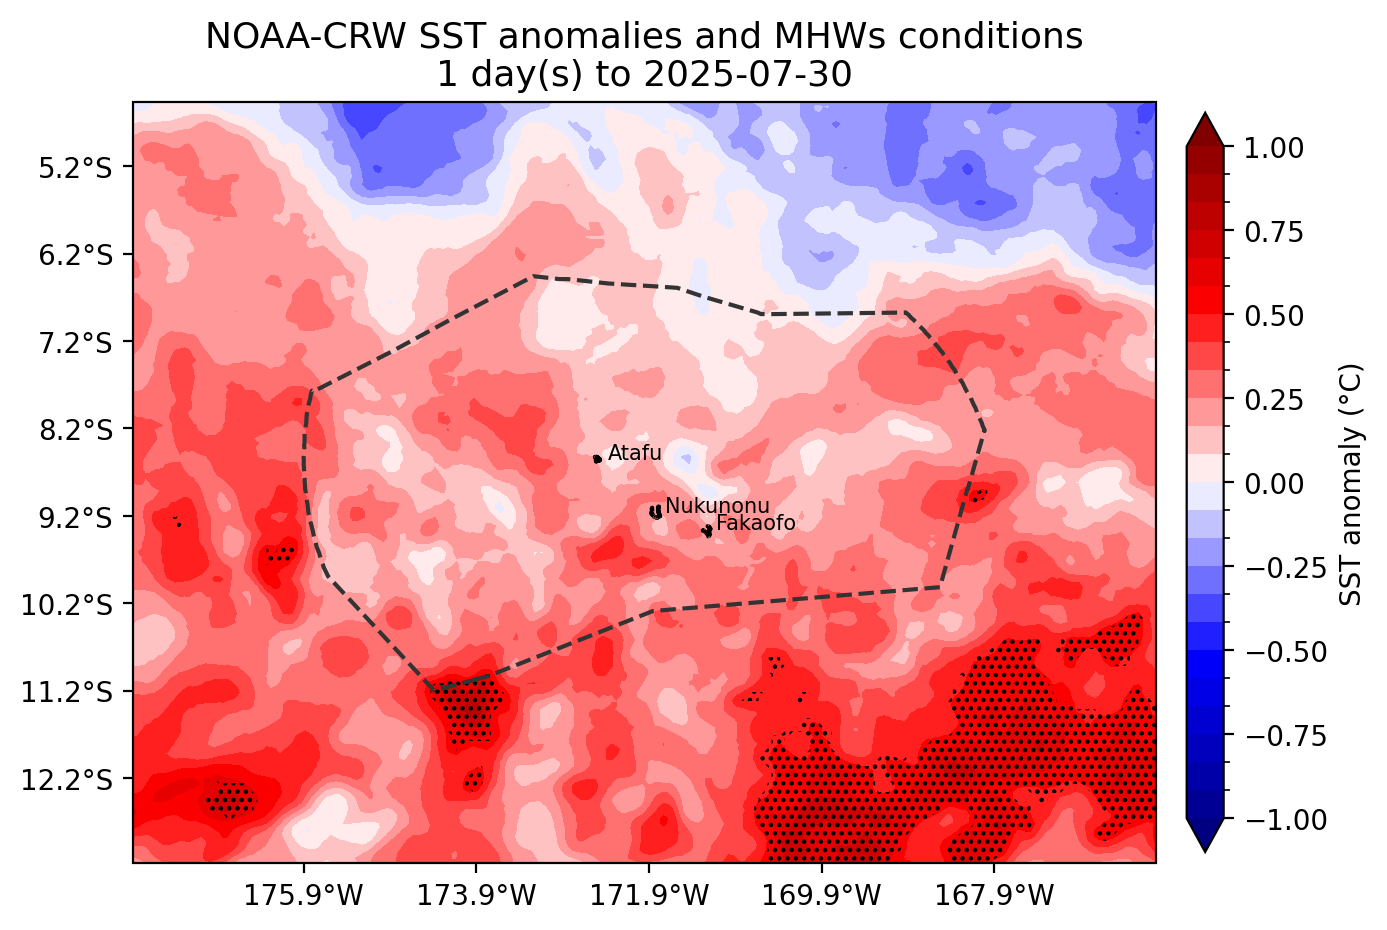 NOAA-CRW SST anomalies and MHWs conditions
1 day(s) to 2025-07-30
5.2°S
6.2°S
7.2°S
8.2°S
9.2°S
10.2°S
11.2°S
12.2°S
175.9°W
173.9°W
171.9°W
169.9°W
167.9°W
Atafu
Nukunonu
Fakaofo
1.00
0.75
0.50
0.25
0.00
−0.25
−0.50
−0.75
−1.00
SST anomaly (°C)